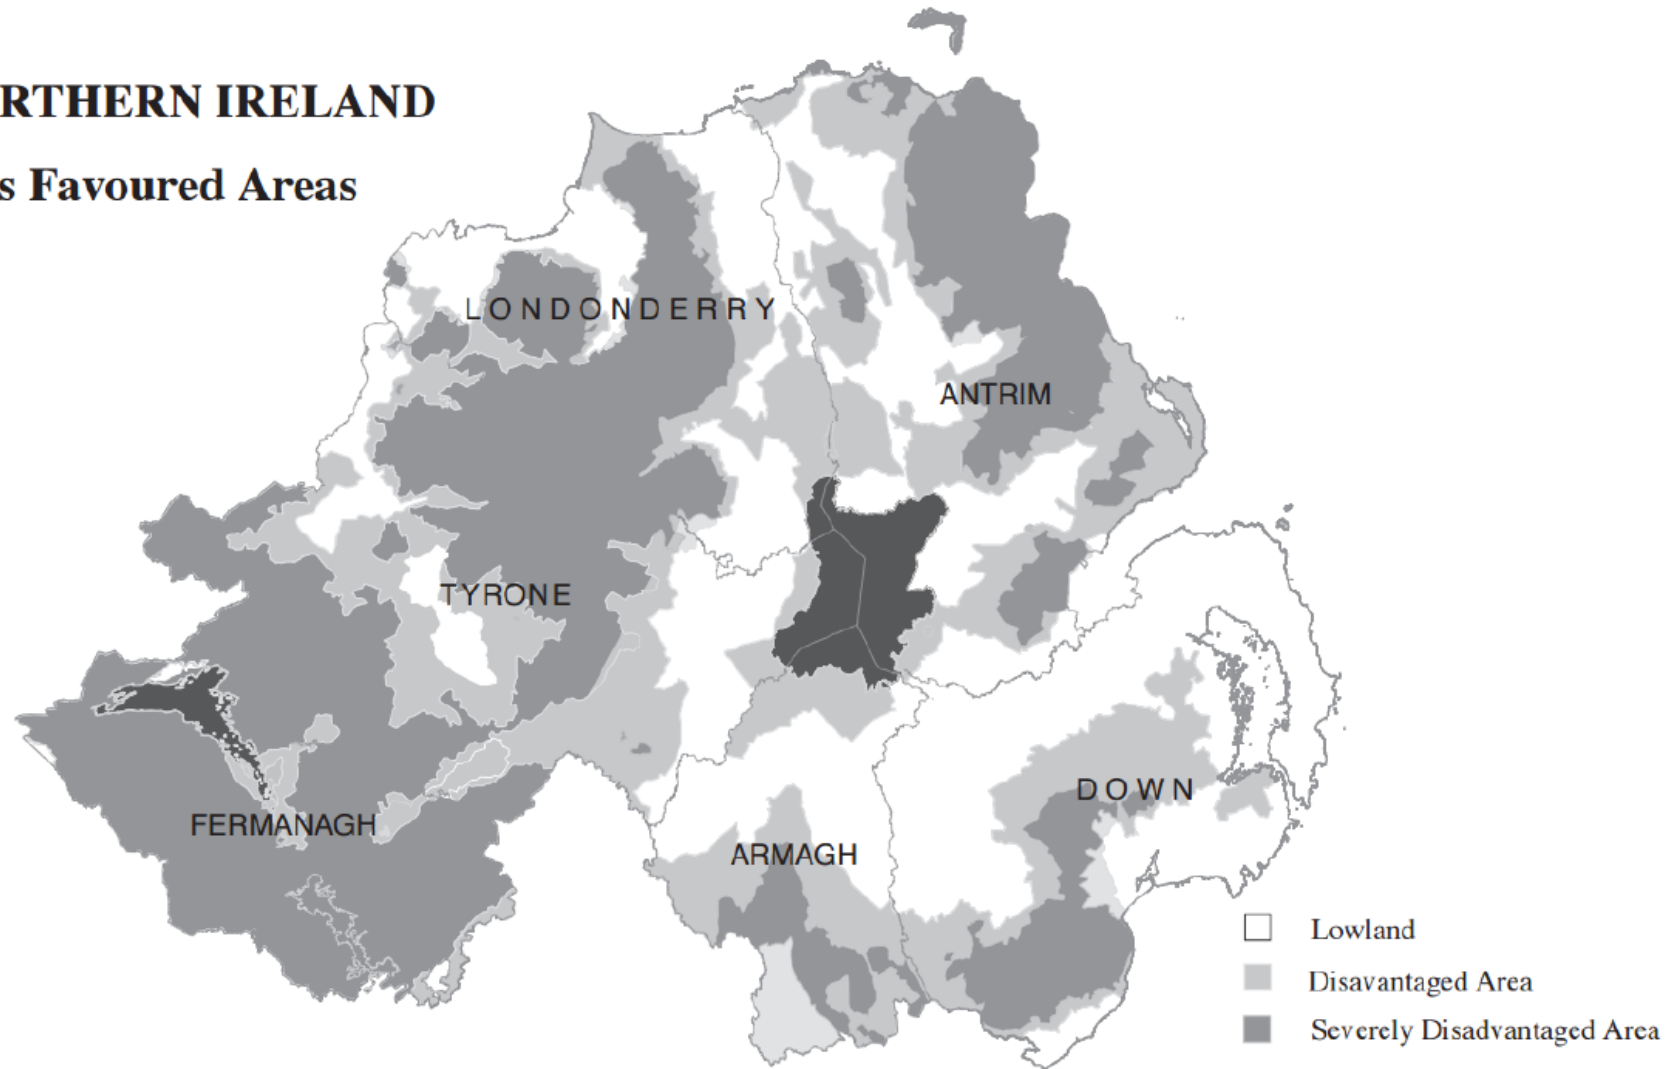 RTHERN IRELAND
s Favoured Areas
LONDONDERRY
ANTRIM
TYRONE
DOWN
FERMANAGH
ARMAGH
Lowland
Disavantaged Area
Severely Disadvantaged Area